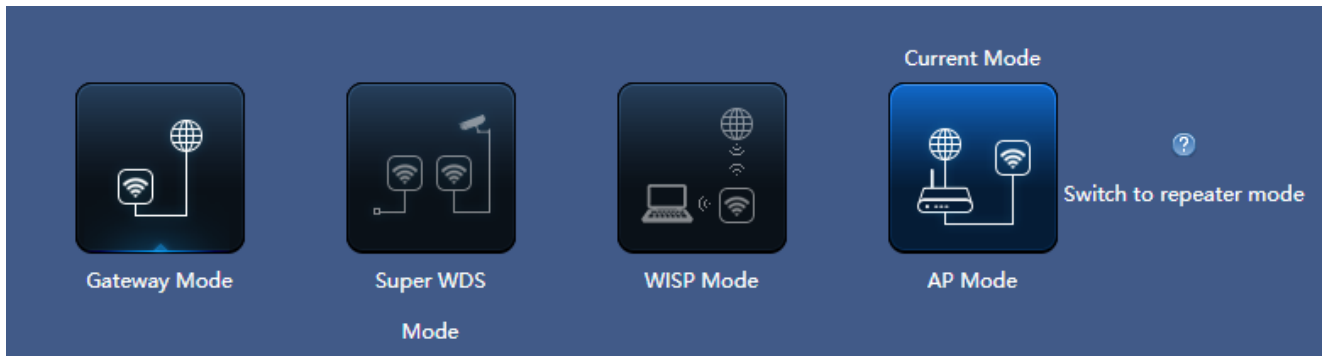 Current Mode
?
Switch to repeater mode
Gateway Mode
Super WDS
Mode
WISP Mode
AP Mode